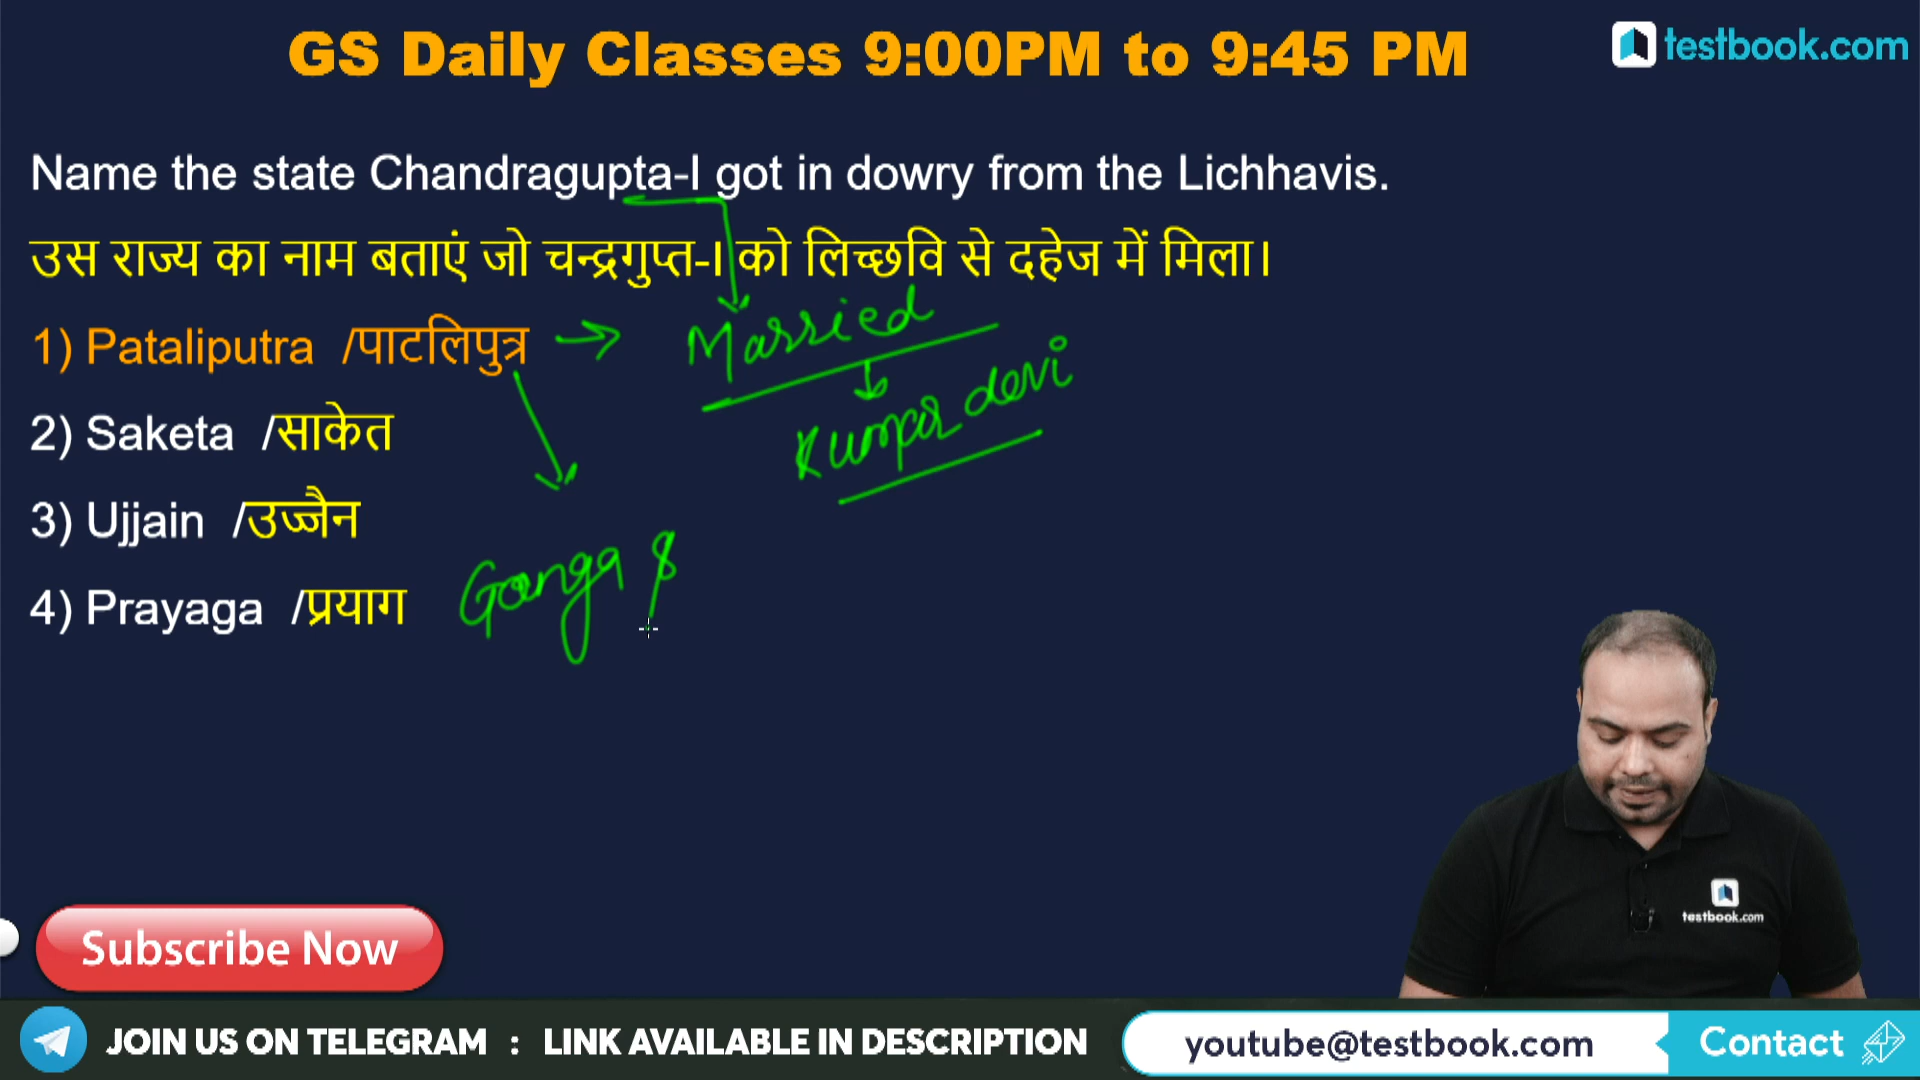 GS Daily Classes 9:00PM to 9:45 PM
testbook.com
Name the state Chandragupta-I got in dowry from the Lichhavis.
उस राज्य का नाम बताएं जो चन्द्रगुप्त-I को लिच्छवि से दहेज में मिला।
1) Pataliputra /पाटलिपुत्र
Married
Kumar devi
2) Saketa /साकेत
3) Ujjain /उज्जैन
Ganga
4) Prayaga /प्रयाग
testbook.com
Subscribe Now
JOIN US ON TELEGRAM : LINK AVAILABLE IN DESCRIPTION
youtube@testbook.com
Contact